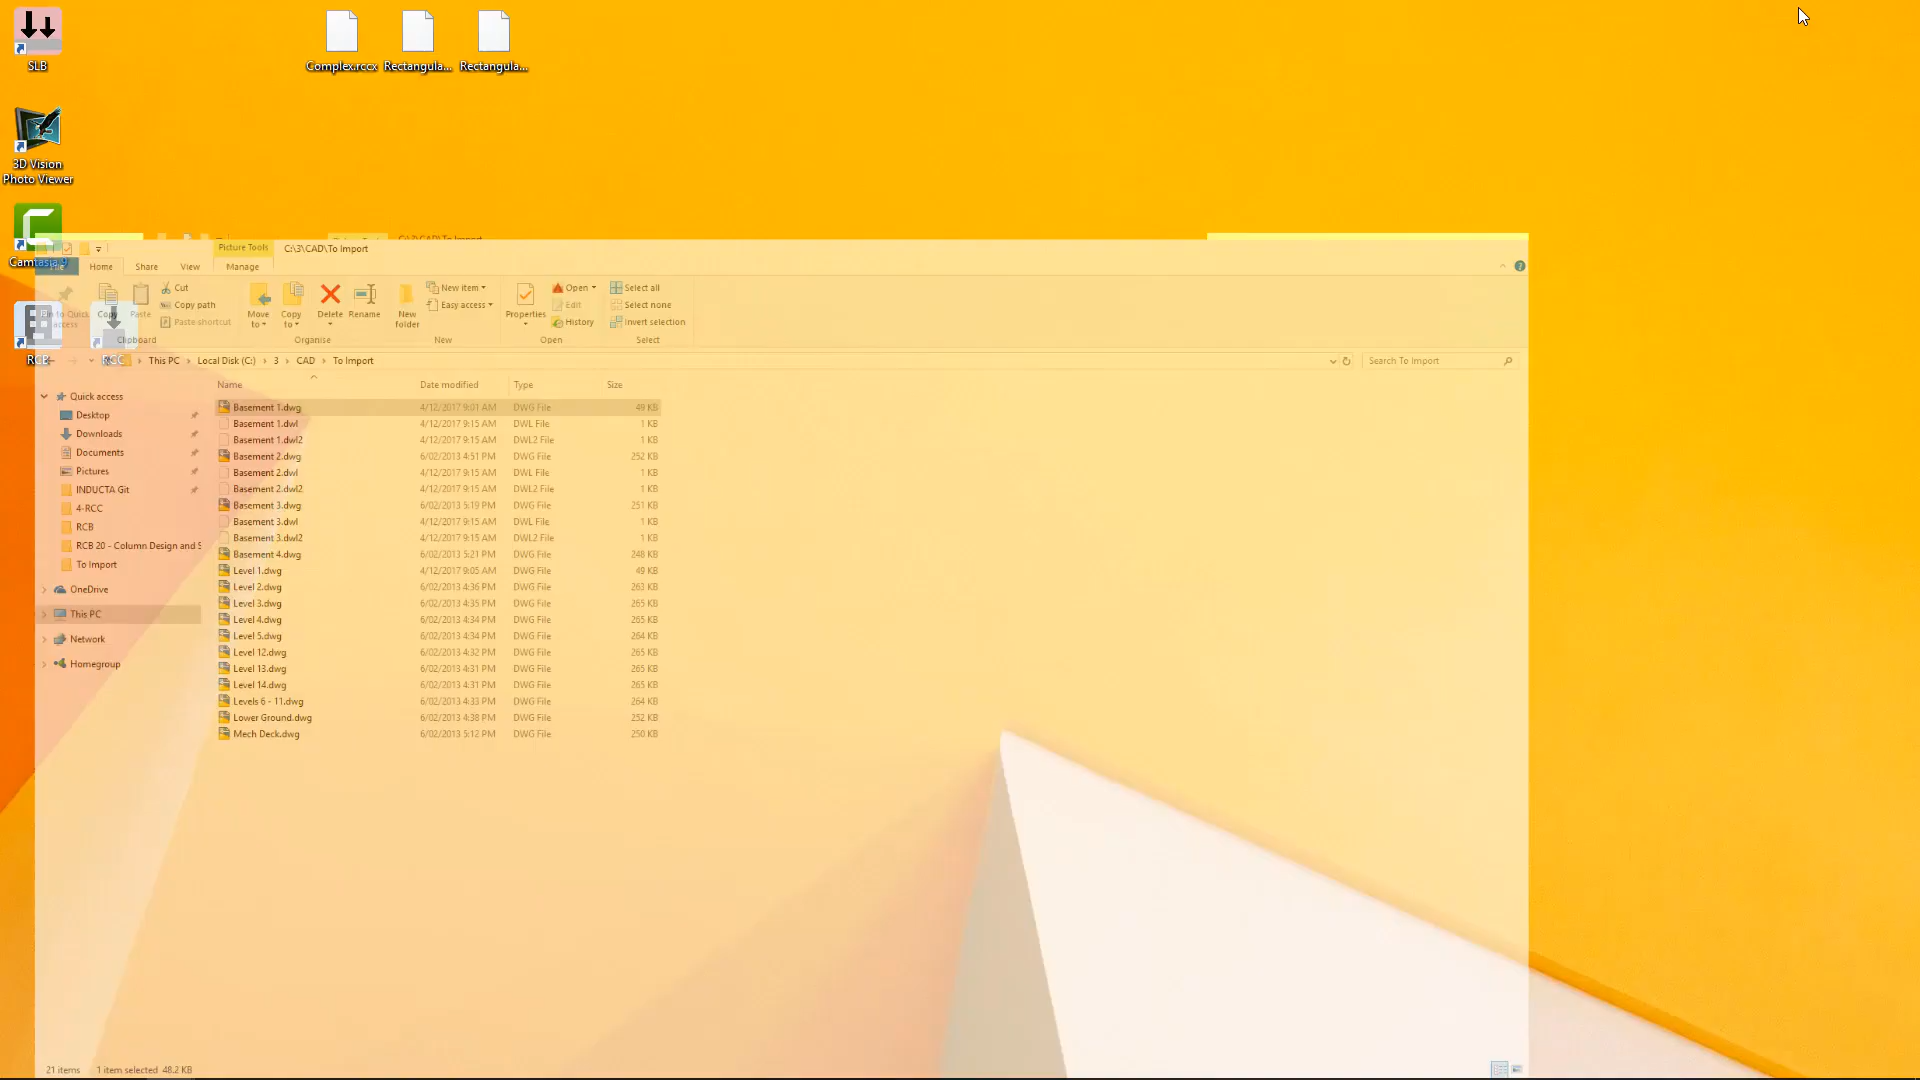 SLB
Complex.rccx
Rectangula...
Rectangula...
3D Vision
Photo Viewer
Picture Tools
C:\3\CAD\To Import
Home
Share
View
Manage
Copy
Paste
Cut
Copy path
Paste shortcut
Clipboard
Move
to
Copy
to
Delete
Rename
Organise
New
folder
New item
Easy access
New
Properties
Open
Edit
History
Open
Select all
Select none
Invert selection
Select
RCB
RCC
This PC
Local Disk (C:)
3
CAD
To Import
Search To Import
Quick access
Desktop
Downloads
Documents
Pictures
INDUCTA Git
4-RCC
RCB
RCB 20 - Column Design and S
To Import
OneDrive
This PC
Network
Homegroup
Name Date modified Type Size
Basement 1.dwg 4/12/2017 9:01 AM DWG File 49 KB
Basement 1.dwl 4/12/2017 9:15 AM DWL File 1 KB
Basement 1.dwl2 4/12/2017 9:15 AM DWL2 File 1 KB
Basement 2.dwg 6/02/2013 4:51 PM DWG File 252 KB
Basement 2.dwl 4/12/2017 9:15 AM DWL File 1 KB
Basement 2.dwl2 4/12/2017 9:15 AM DWL2 File 1 KB
Basement 3.dwg 6/02/2013 5:19 PM DWG File 251 KB
Basement 3.dwl 4/12/2017 9:15 AM DWL File 1 KB
Basement 3.dwl2 4/12/2017 9:15 AM DWL2 File 1 KB
Basement 4.dwg 6/02/2013 5:21 PM DWG File 248 KB
Level 1.dwg 4/12/2017 9:05 AM DWG File 49 KB
Level 2.dwg 6/02/2013 4:36 PM DWG File 263 KB
Level 3.dwg 6/02/2013 4:35 PM DWG File 265 KB
Level 4.dwg 6/02/2013 4:34 PM DWG File 265 KB
Level 5.dwg 6/02/2013 4:34 PM DWG File 264 KB
Level 12.dwg 6/02/2013 4:32 PM DWG File 265 KB
Level 13.dwg 6/02/2013 4:31 PM DWG File 265 KB
Level 14.dwg 6/02/2013 4:31 PM DWG File 265 KB
Levels 6 - 11.dwg 6/02/2013 4:33 PM DWG File 264 KB
Lower Ground.dwg 6/02/2013 4:38 PM DWG File 252 KB
Mech Deck.dwg 6/02/2013 5:12 PM DWG File 250 KB
21 items 1 item selected 48.2 KB